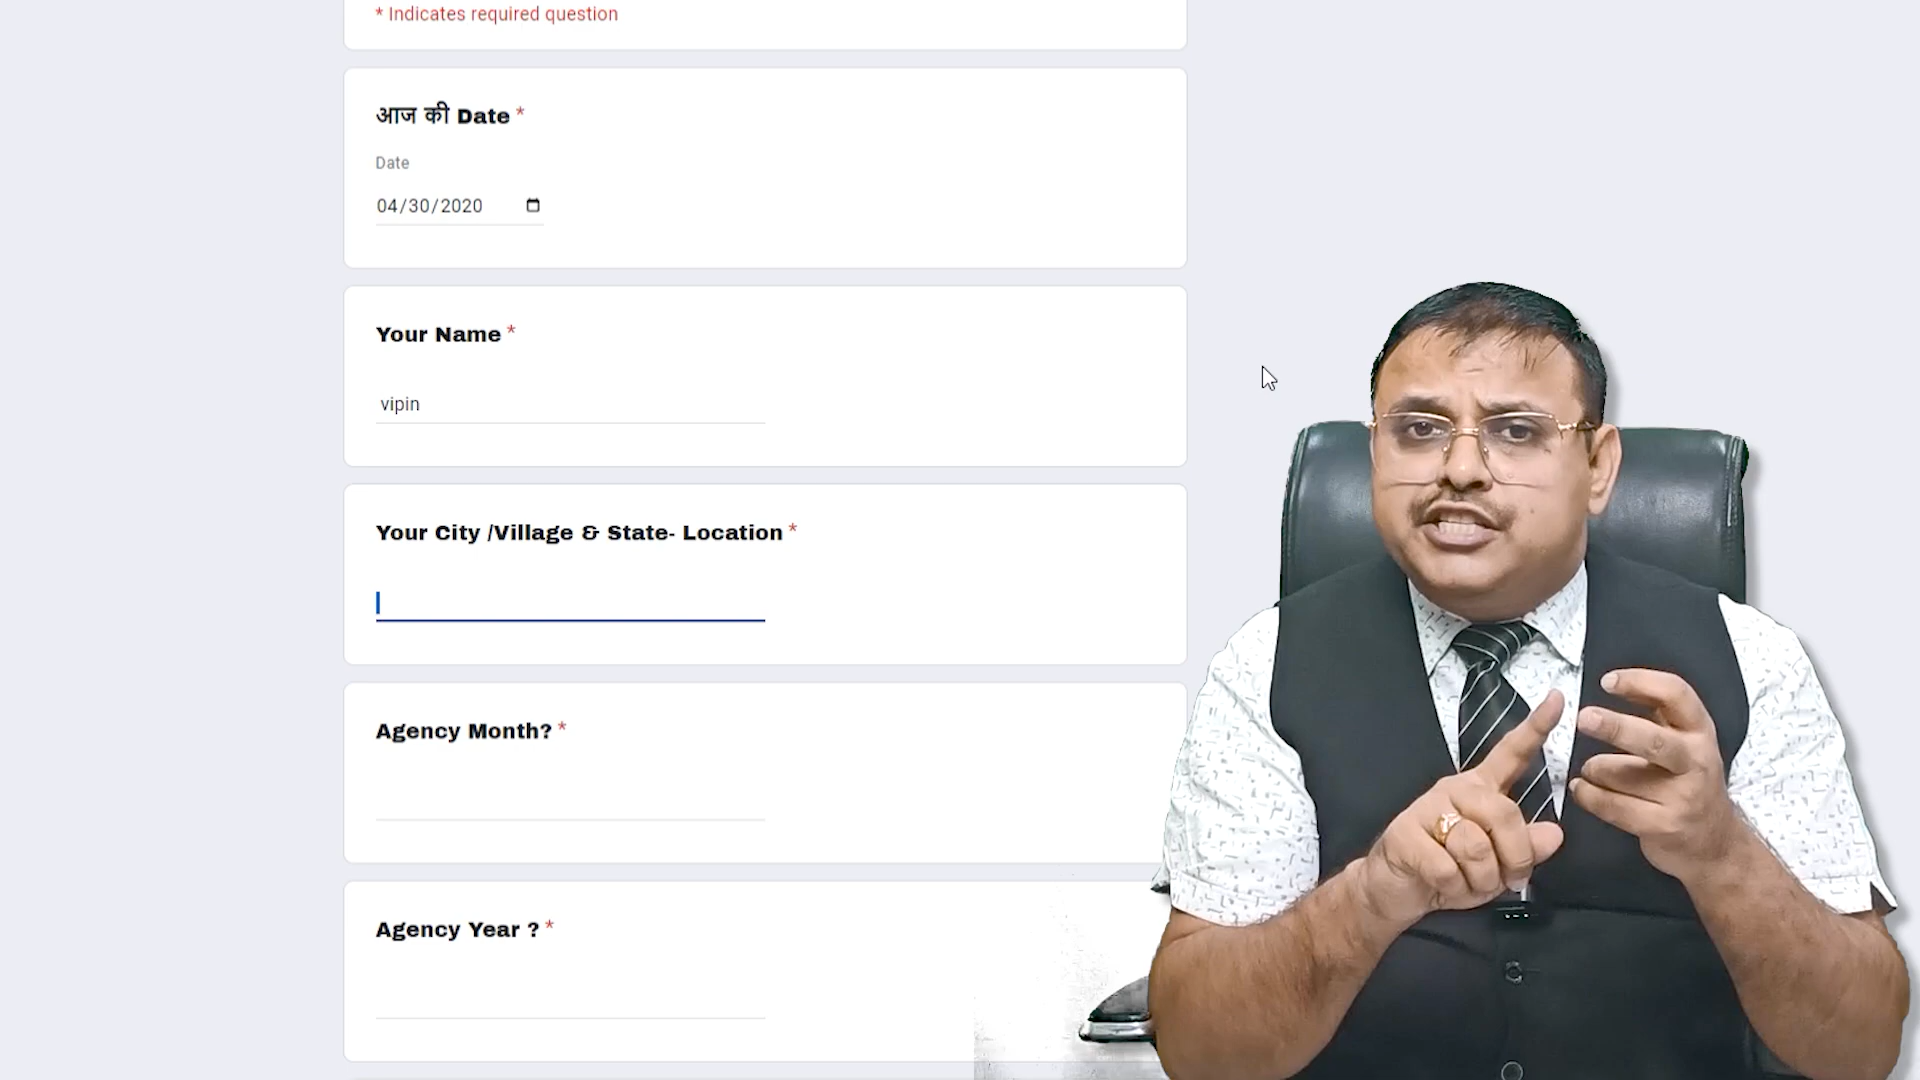 * Indicates required question
आज की Date *
Date
04/30/2020
Your Name *
vipin
Your City /Village & State- Location *
Agency Month? *
Agency Year ? *